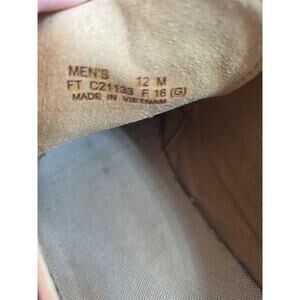 MEN'S 12 M
FT C21133 F 16 (G)
MADE IN VIETNAM